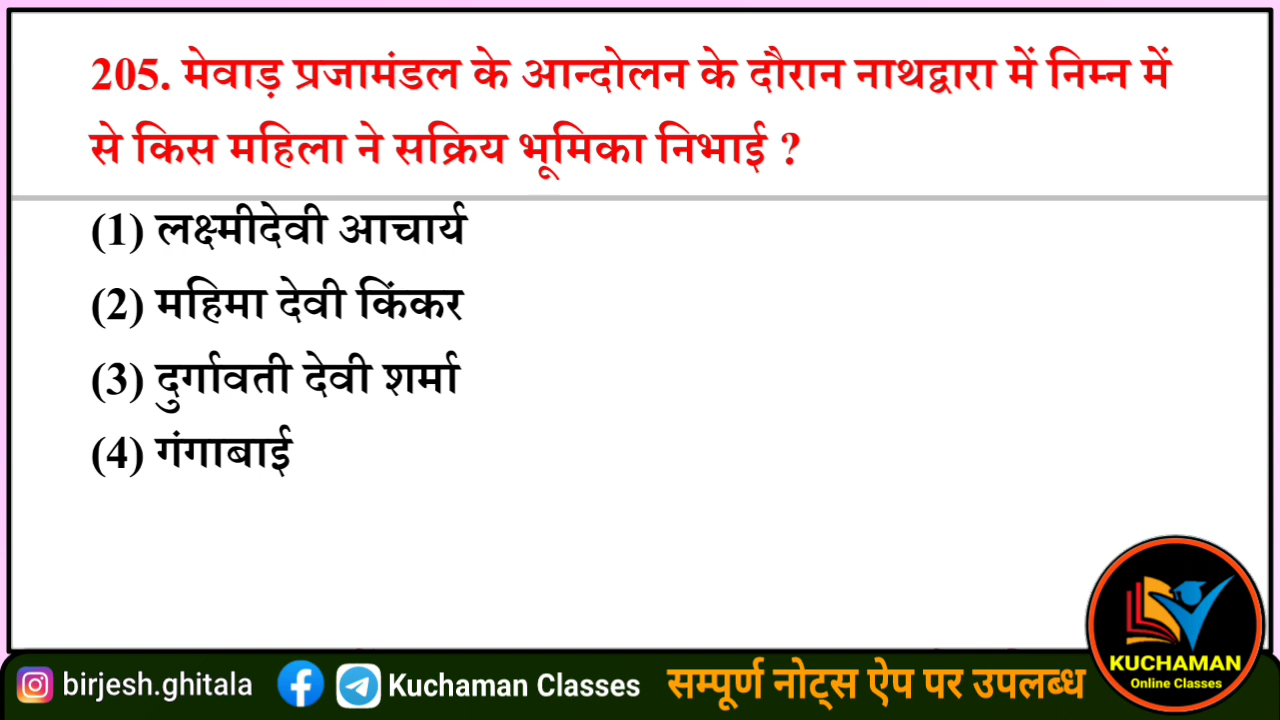 205. मेवाड़ प्रजामंडल के आन्दोलन के दौरान नाथद्वारा में निम्न में
से किस महिला ने सक्रिय भूमिका निभाई ?
(1) लक्ष्मीदेवी आचार्य
(2) महिमा देवी किंकर
(3) दुर्गावती देवी शर्मा
(4) गंगाबाई
KUCHAMAN
Online Classes
birjesh.ghitala Kuchaman Classes सम्पूर्ण नोट्स ऐप पर उपलब्ध